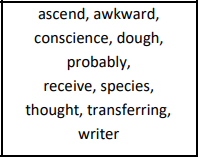 ascend, awkward,
conscience, dough,
probably,
receive, species,
thought, transferring,
writer